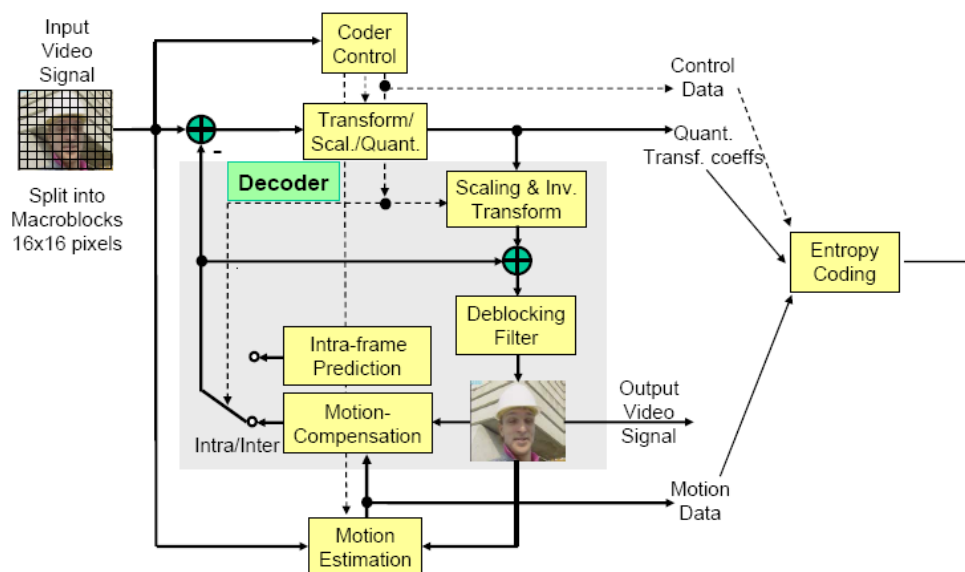 Input
Video
Signal
Split into
Macroblocks
16x16 pixels
Coder
Control
Control
Data
Transform/
Scal./Quant.
Quant.
Transf. coeffs
-
Decoder
Scaling & Inv.
Transform
Entropy
Coding
Deblocking
Filter
Intra-frame
Prediction
Output
Video
Signal
Motion-
Compensation
Intra/Inter
Motion
Data
Motion
Estimation